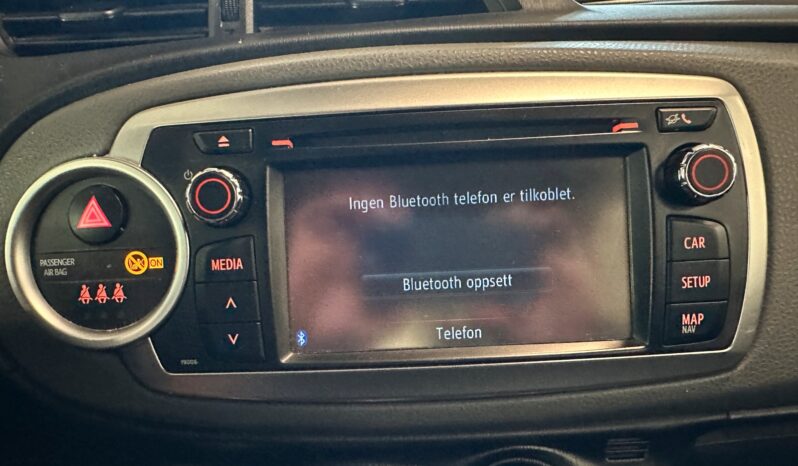 Ingen Bluetooth telefon er tilkoblet.
Bluetooth oppsett
Telefon
PASSENGER
AIR BAG
ON
MEDIA
CAR
SETUP
MAP
NAV